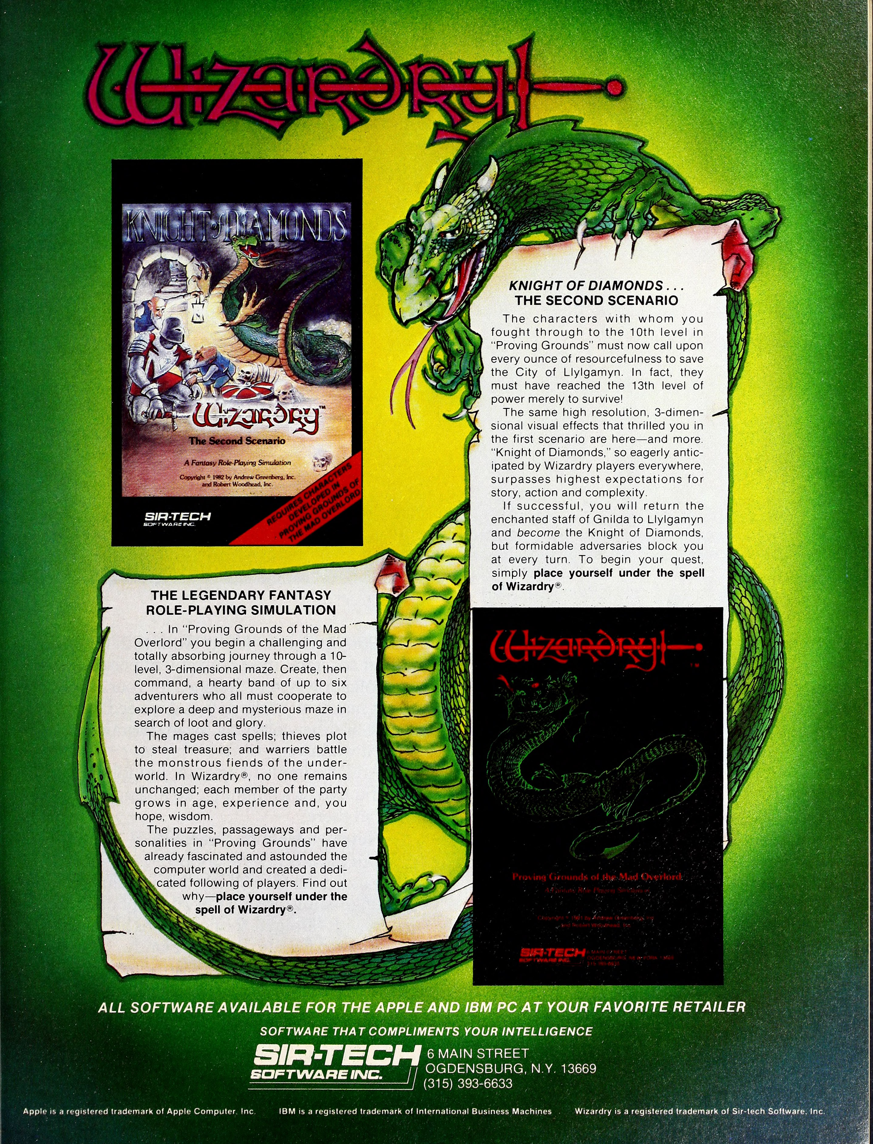 Wizardry
KNIGHT OF DIAMONDS
Wizardry™
The Second Scenario
A Fantasy Role-Playing Simulation
Copyright © 1982 by Andrew Greenberg, Inc.
and Robert Woodhead, Inc.
REQUIRES CHARACTERS
DEVELOPED IN
PROVING GROUNDS OF
THE MAD OVERLORD
SIR-TECH
SOFTWARE INC.
KNIGHT OF DIAMONDS . . .
THE SECOND SCENARIO
The characters with whom you
fought through to the 10th level in
"Proving Grounds" must now call upon
every ounce of resourcefulness to save
the City of Llylgamyn. In fact, they
must have reached the 13th level of
power merely to survive!
The same high resolution, 3-dimen-
sional visual effects that thrilled you in
the first scenario are here—and more.
"Knight of Diamonds," so eagerly antic-
ipated by Wizardry players everywhere,
surpasses highest expectations for
story, action and complexity.
If successful, you will return the
enchanted staff of Gnilda to Llylgamyn
and become the Knight of Diamonds,
but formidable adversaries block you
at every turn. To begin your quest,
simply place yourself under the spell
of Wizardry®.
THE LEGENDARY FANTASY
ROLE-PLAYING SIMULATION
. . . In "Proving Grounds of the Mad
Overlord" you begin a challenging and
totally absorbing journey through a 10-
level, 3-dimensional maze. Create, then
command, a hearty band of up to six
adventurers who all must cooperate to
explore a deep and mysterious maze in
search of loot and glory.
The mages cast spells; thieves plot
to steal treasure; and warriers battle
the monstrous fiends of the under-
world. In Wizardry®, no one remains
unchanged; each member of the party
grows in age, experience and, you
hope, wisdom.
The puzzles, passageways and per-
sonalities in "Proving Grounds" have
already fascinated and astounded the
computer world and created a dedi-
cated following of players. Find out
why—place yourself under the
spell of Wizardry®.
Wizardry
Proving Grounds of the Mad Overlord
SIR-TECH
SOFTWARE INC.
ALL SOFTWARE AVAILABLE FOR THE APPLE AND IBM PC AT YOUR FAVORITE RETAILER
SOFTWARE THAT COMPLIMENTS YOUR INTELLIGENCE
SIR-TECH
SOFTWARE INC.
6 MAIN STREET
OGDENSBURG, N.Y. 13669
(315) 393-6633
Apple is a registered trademark of Apple Computer, Inc. IBM is a registered trademark of International Business Machines Wizardry is a registered trademark of Sir-tech Software, Inc.